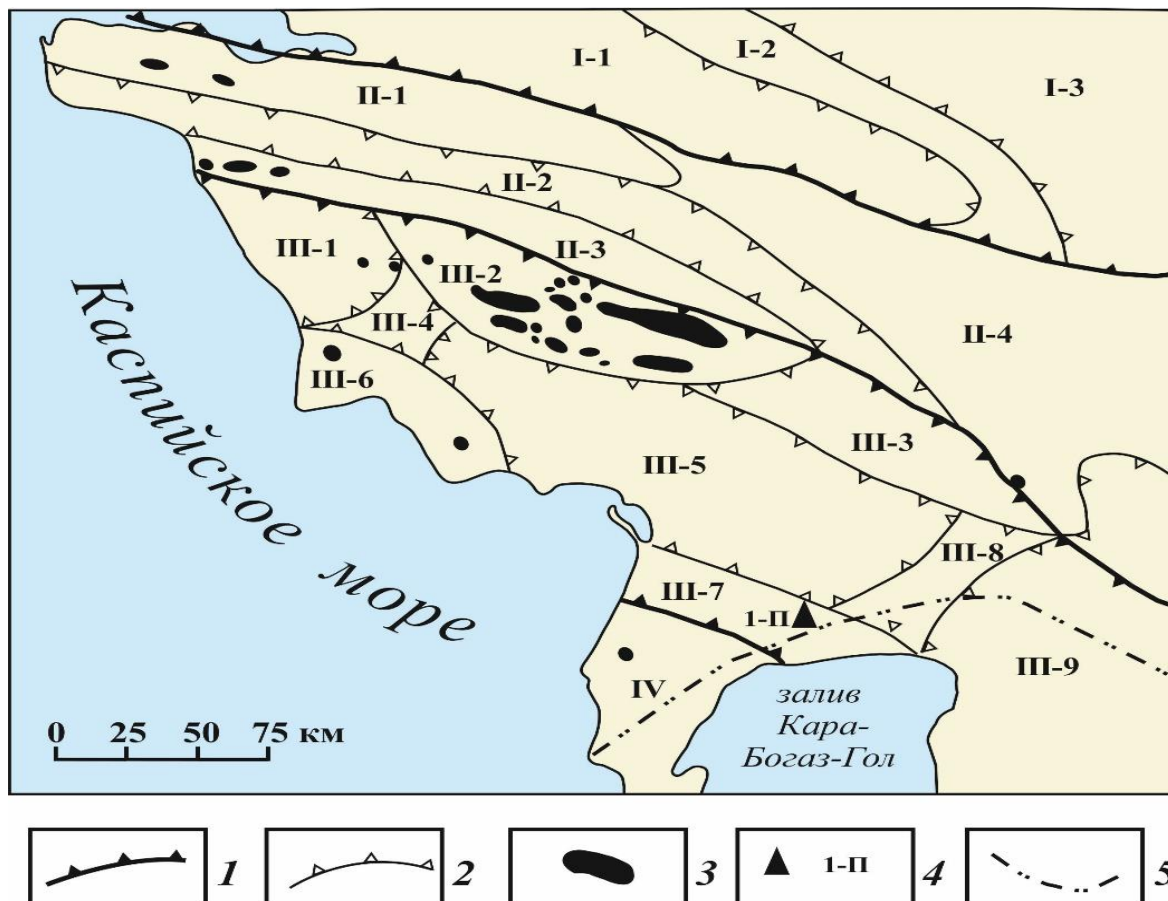 I-1
I-2
I-3
II-1
II-2
II-3
II-4
III-1
III-2
III-3
III-4
III-5
III-6
III-7
III-8
III-9
IV
1-П
Каспийское море
залив
Кара-
Богаз-Гол
0 25 50 75 км
1 2 3 1-П 4 5